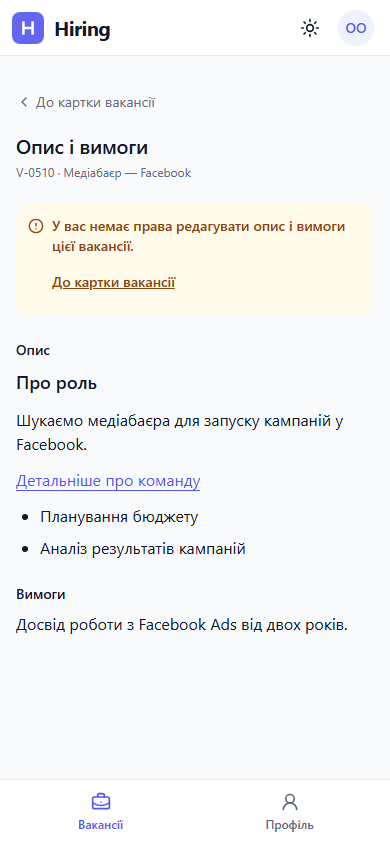 H Hiring
OO
До картки вакансії
Опис і вимоги
V-0510 · Медіабаєр — Facebook
У вас немає права редагувати опис і вимоги
цієї вакансії.
До картки вакансії
Опис
Про роль
Шукаємо медіабаєра для запуску кампаній у
Facebook.
Детальніше про команду
• Планування бюджету
• Аналіз результатів кампаній
Вимоги
Досвід роботи з Facebook Ads від двох років.
Вакансії
Профіль